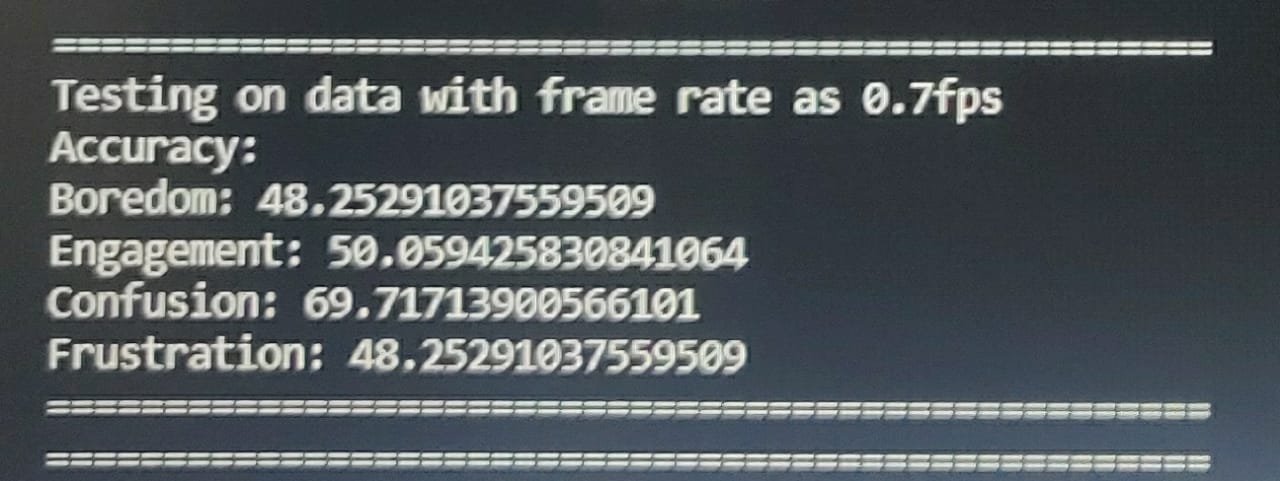 ==================================================
Testing on data with frame rate as 0.7fps
Accuracy:
Boredom: 48.25291037559509
Engagement: 50.059425830841064
Confusion: 69.71713900566101
Frustration: 48.25291037559509
==================================================
==================================================